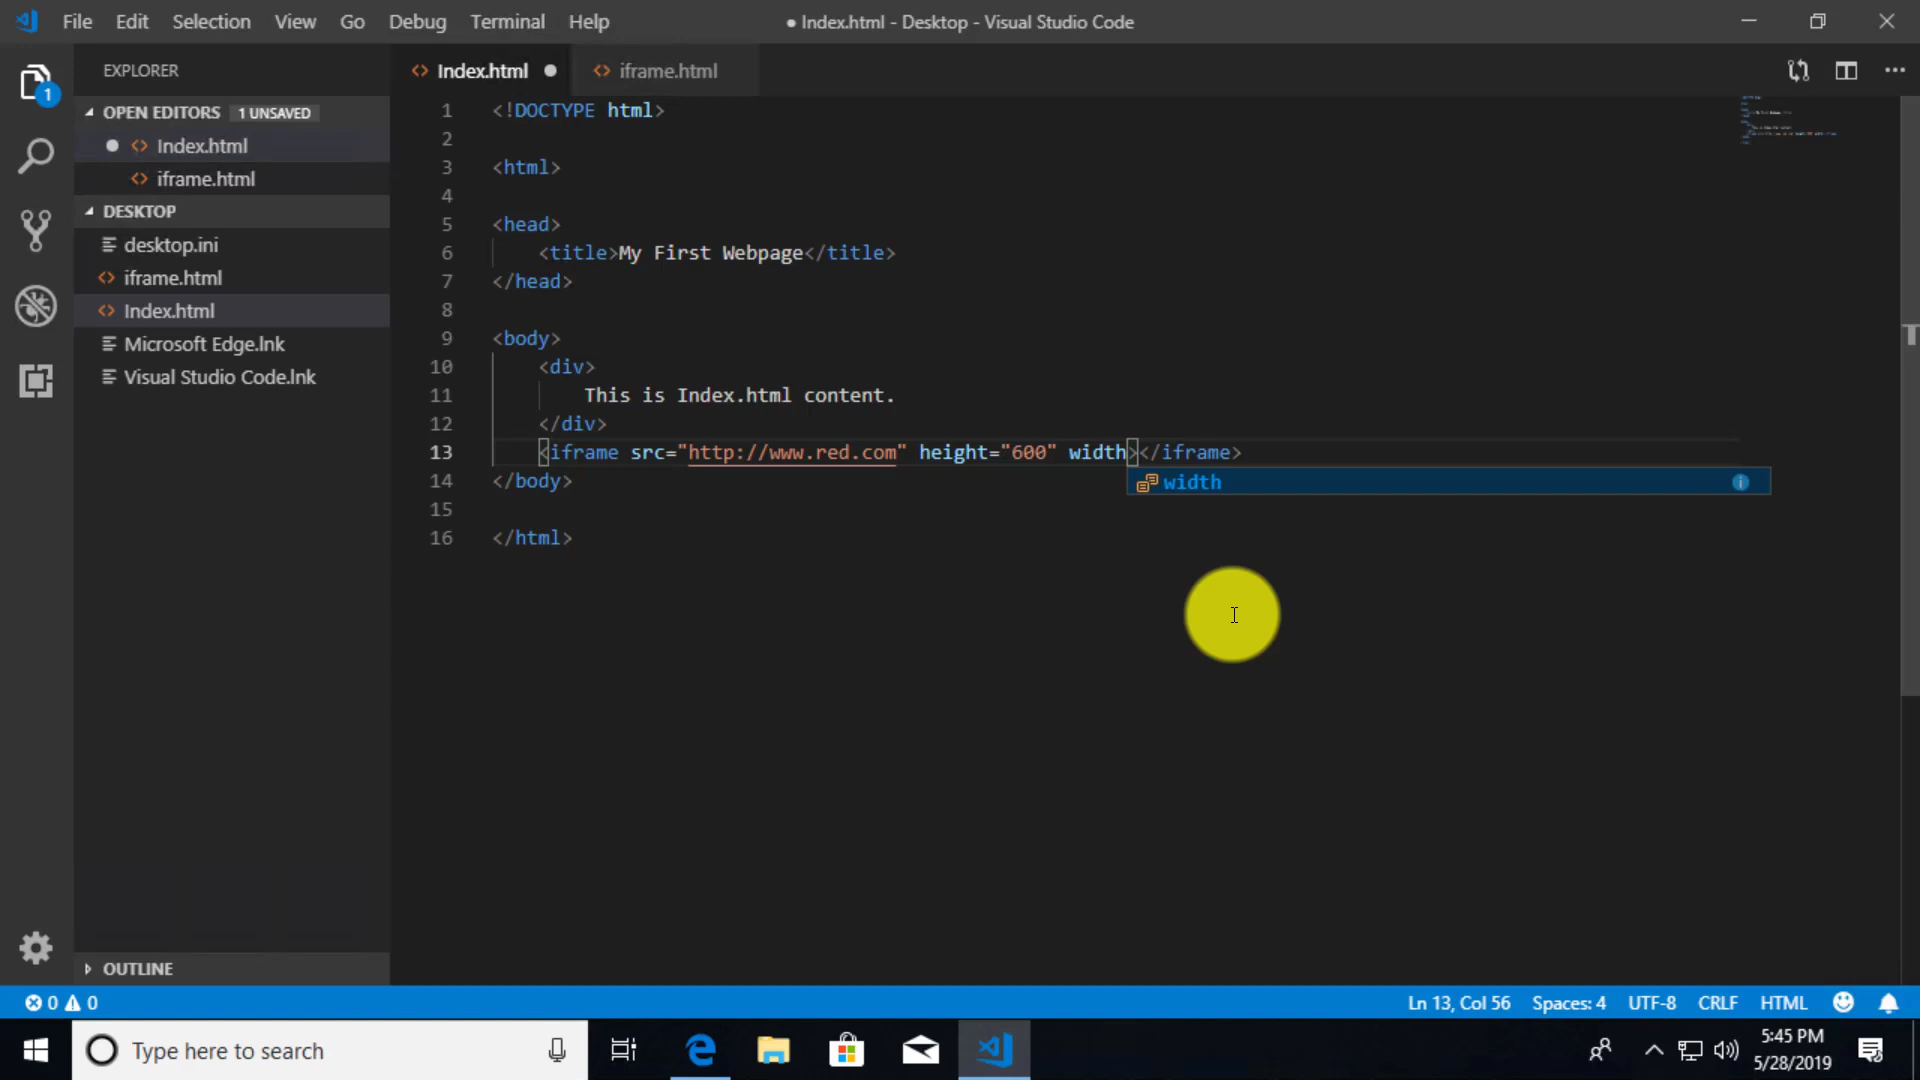 File Edit Selection View Go Debug Terminal Help
● Index.html - Desktop - Visual Studio Code
EXPLORER
OPEN EDITORS 1 UNSAVED
Index.html
iframe.html
DESKTOP
desktop.ini
iframe.html
Index.html
Microsoft Edge.lnk
Visual Studio Code.lnk
OUTLINE
1
Index.html
iframe.html
1 <!DOCTYPE html>
2
3 <html>
4
5 <head>
6 <title>My First Webpage</title>
7 </head>
8
9 <body>
10 <div>
11 This is Index.html content.
12 </div>
13 <iframe src="http://www.red.com" height="600" width></iframe>
width
14 </body>
15
16 </html>
0 0
Ln 13, Col 56 Spaces: 4 UTF-8 CRLF HTML
Type here to search
5:45 PM
5/28/2019